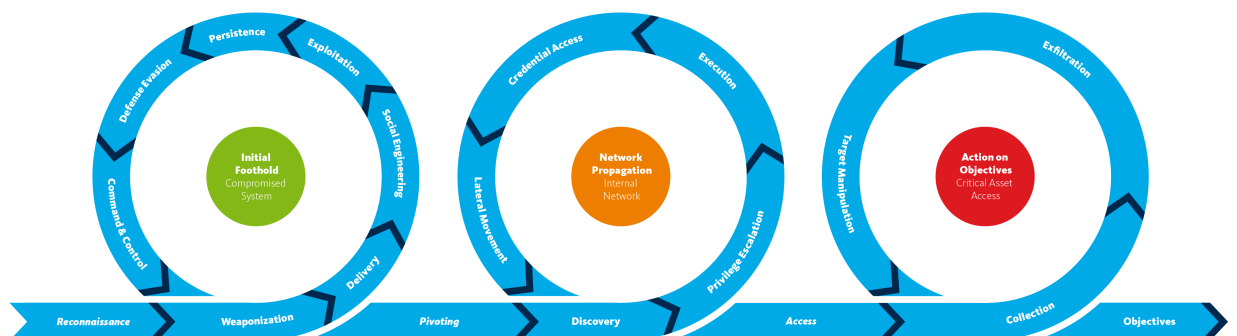 Reconnaissance
Weaponization
Delivery
Social Engineering
Exploitation
Persistence
Defense Evasion
Command & Control
Initial
Foothold
Compromised
System
Pivoting
Discovery
Privilege Escalation
Execution
Credential Access
Lateral Movement
Network
Propagation
Internal
Network
Access
Collection
Exfiltration
Target Manipulation
Action on
Objectives
Critical Asset
Access
Objectives